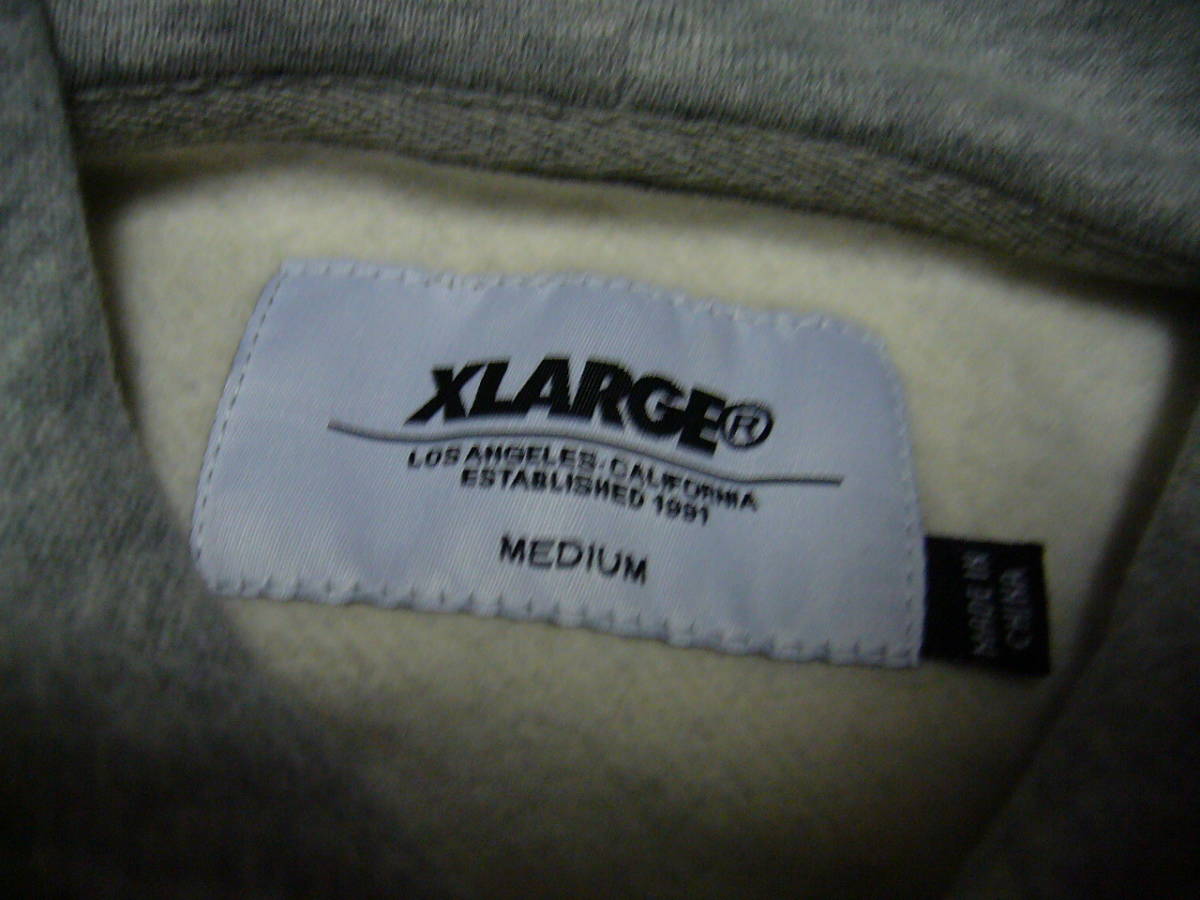 XLARGE®
LOS ANGELES·CALIFORNIA
ESTABLISHED 1991
MEDIUM
MADE IN
CHINA